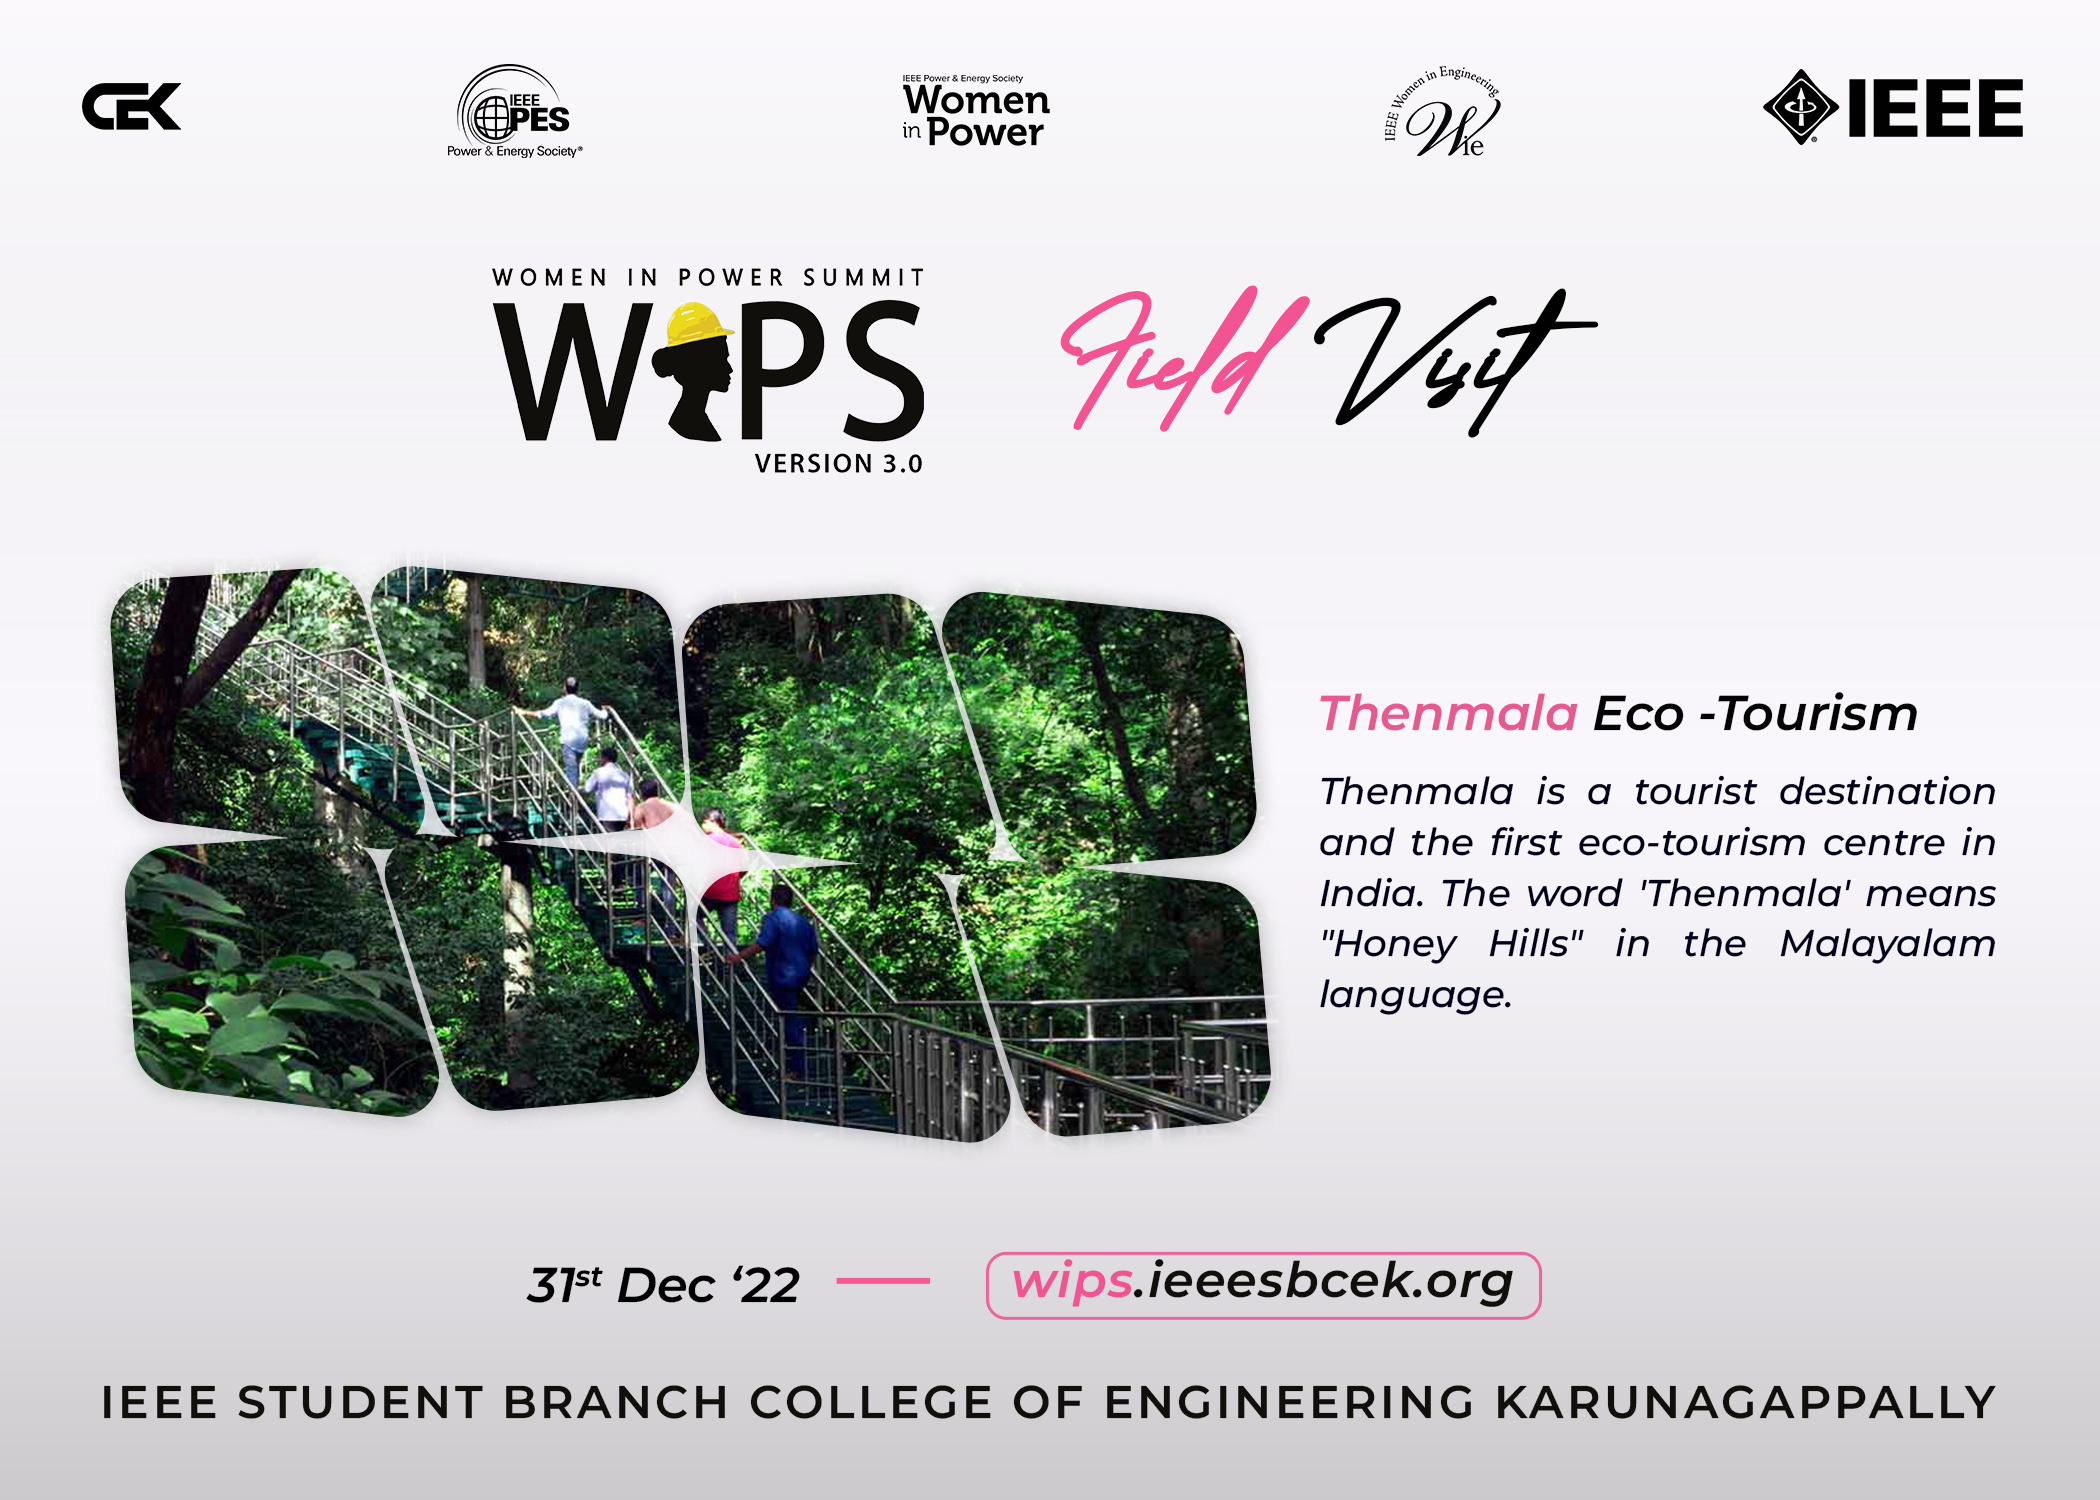 CEK
IEEE
PES
Power & Energy Society®
IEEE Power & Energy Society
Women
in Power
IEEE Women in Engineering
Wie
IEEE
WOMEN IN POWER SUMMIT
WiPS
VERSION 3.0
Field Visit
Thenmala Eco -Tourism
Thenmala is a tourist destination
and the first eco-tourism centre in
India. The word 'Thenmala' means
"Honey Hills" in the Malayalam
language.
31st Dec ‘22
wips.ieeesbcek.org
IEEE STUDENT BRANCH COLLEGE OF ENGINEERING KARUNAGAPPALLY